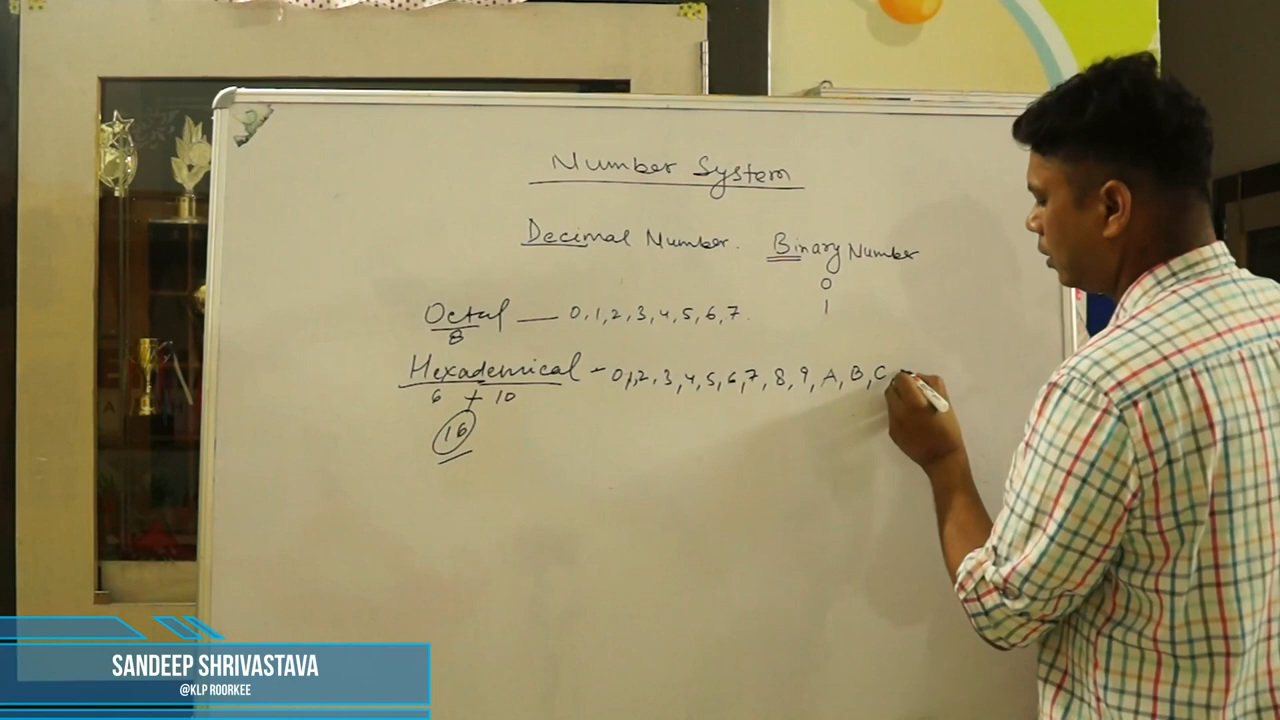 Number System
Decimal Number. Binary Number
0
1
Octal — 0,1,2,3,4,5,6,7.
8
Hexademical - 0,1,2,3,4,5,6,7,8,9,A,B,C
6 + 10
16
SANDEEP SHRIVASTAVA
@KLP ROORKEE